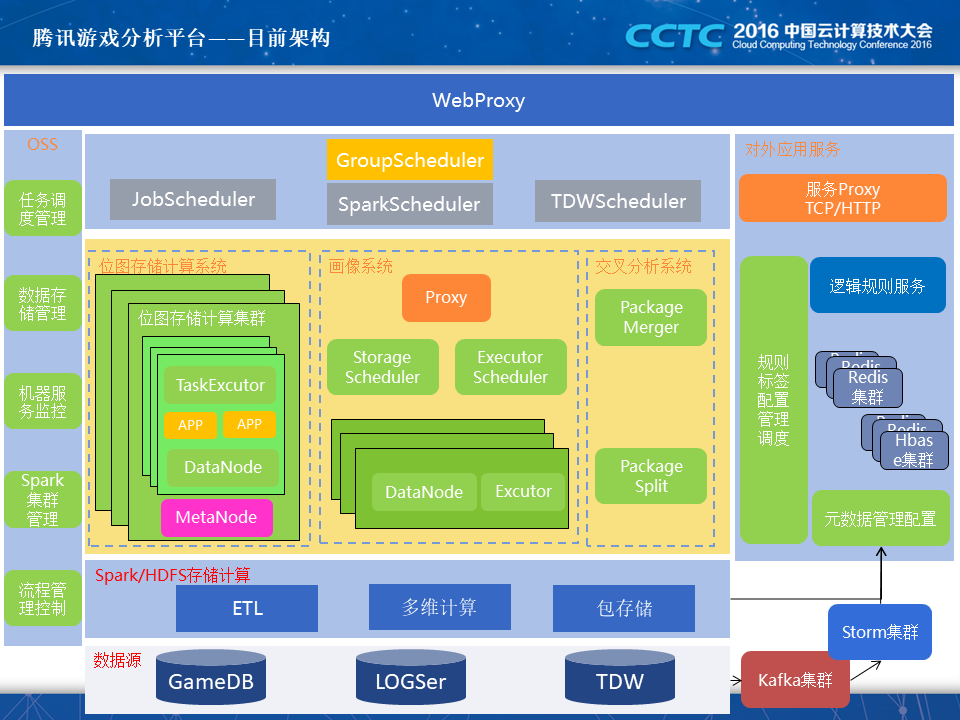 腾讯游戏分析平台——目前架构
CCTC
2016 中国云计算技术大会
Cloud Computing Technology Conference 2016
WebProxy
OSS
任务调
度管理
数据存
储管理
机器服
务监控
Spark
集群
管理
流程管
理控制
GroupScheduler
JobScheduler
SparkScheduler
TDWScheduler
位图存储计算系统
位图存储计算集群
TaskExcutor
APP
APP
DataNode
MetaNode
画像系统
Proxy
Storage
Scheduler
Executor
Scheduler
DataNode
Excutor
交叉分析系统
Package
Merger
Package
Split
对外应用服务
服务Proxy
TCP/HTTP
规则
标签
配置
管理
调度
逻辑规则服务
Redis
Redis
Redis
集群
Redis
Redis
Hbas
e集群
元数据管理配置
Spark/HDFS存储计算
ETL
多维计算
包存储
数据源
GameDB
LOGSer
TDW
Storm集群
Kafka集群